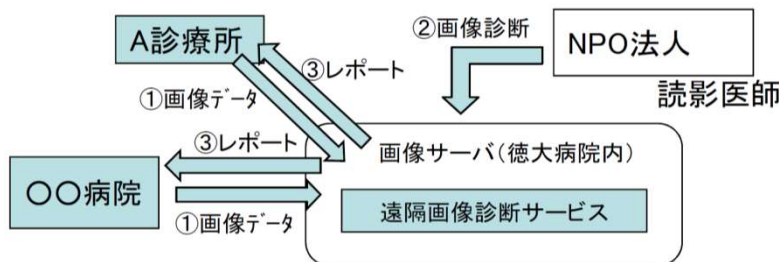 A診療所
②画像診断
NPO法人
読影医師
③レポート
①画像ﾃﾞｰﾀ
③レポート
画像サーバ(徳大病院内)
〇〇病院
遠隔画像診断サービス
①画像ﾃﾞｰﾀ